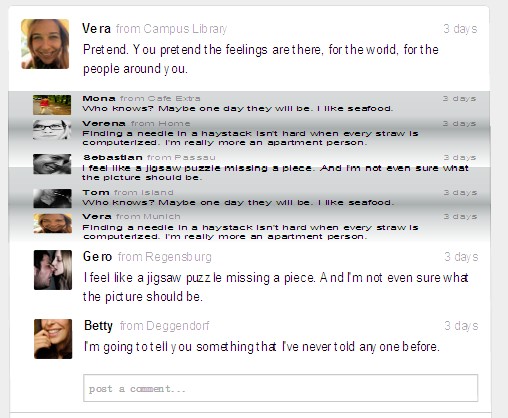 Vera from Campus Library 3 days
Pretend. You pretend the feelings are there, for the world, for the
people around you.
Mona from Cafe Extra 3 days
Who knows? Maybe one day they will be. I like seafood.
Verena from Home 3 days
Finding a needle in a haystack isn't hard when every straw is
computerized. I'm really more an apartment person.
Sebastian from Passau 3 days
I feel like a jigsaw puzzle missing a piece. And I'm not even sure what
the picture should be.
Tom from Island 3 days
Who knows? Maybe one day they will be. I like seafood.
Vera from Munich 3 days
Finding a needle in a haystack isn't hard when every straw is
computerized. I'm really more an apartment person.
Gero from Regensburg 3 days
I feel like a jigsaw puzzle missing a piece. And I'm not even sure what
the picture should be.
Betty from Deggendorf 3 days
I'm going to tell you something that I've never told anyone before.
post a comment...